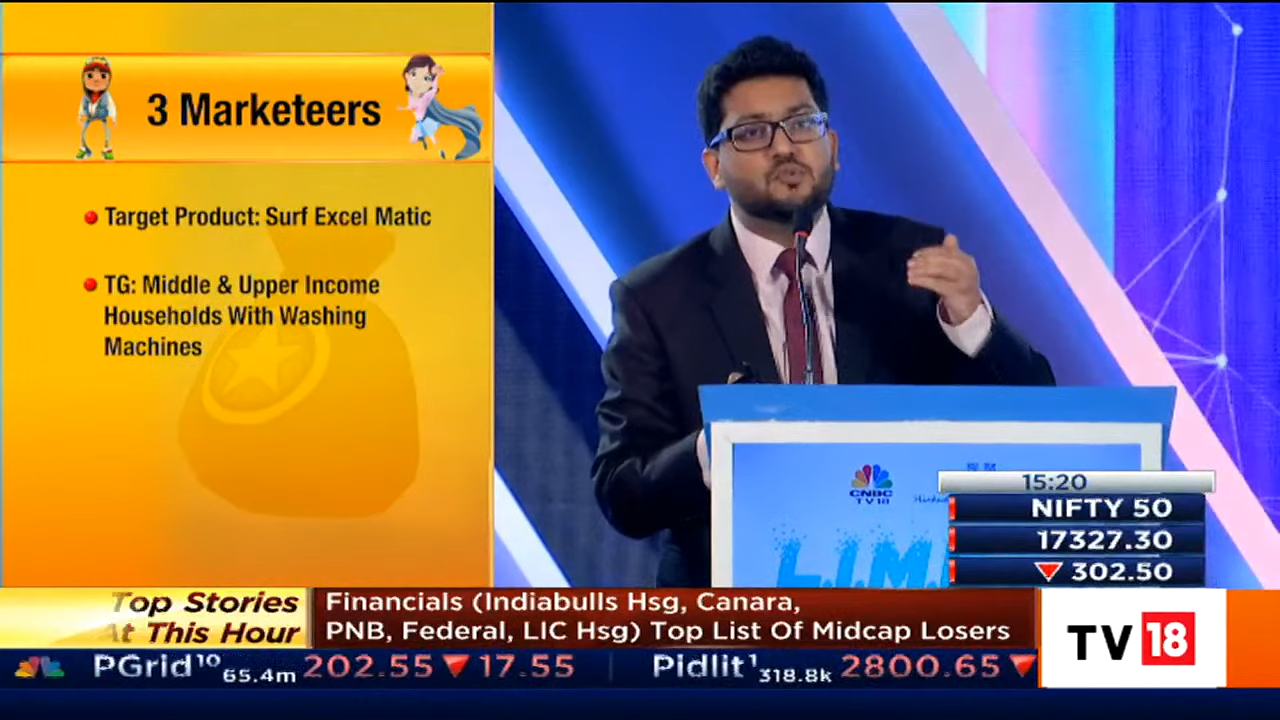 3 Marketeers
Target Product: Surf Excel Matic
TG: Middle & Upper Income
Households With Washing
Machines
CNBC
TV18
L.I.M.
15:20
NIFTY 50
17327.30
302.50
Top Stories
At This Hour
Financials (Indiabulls Hsg, Canara,
PNB, Federal, LIC Hsg) Top List Of Midcap Losers
TV18
PGrid 10 65.4m 202.55 17.55 Pidlit 1 318.8k 2800.65